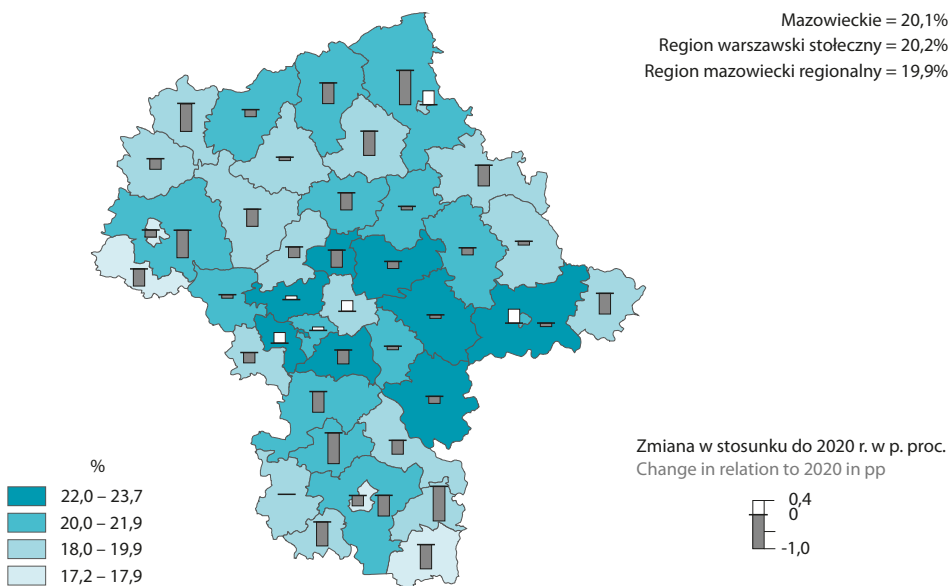 Mazowieckie = 20,1%
Region warszawski stołeczny = 20,2%
Region mazowiecki regionalny = 19,9%
%
22,0 – 23,7
20,0 – 21,9
18,0 – 19,9
17,2 – 17,9
Zmiana w stosunku do 2020 r. w p. proc.
Change in relation to 2020 in pp
0,4
0
-1,0